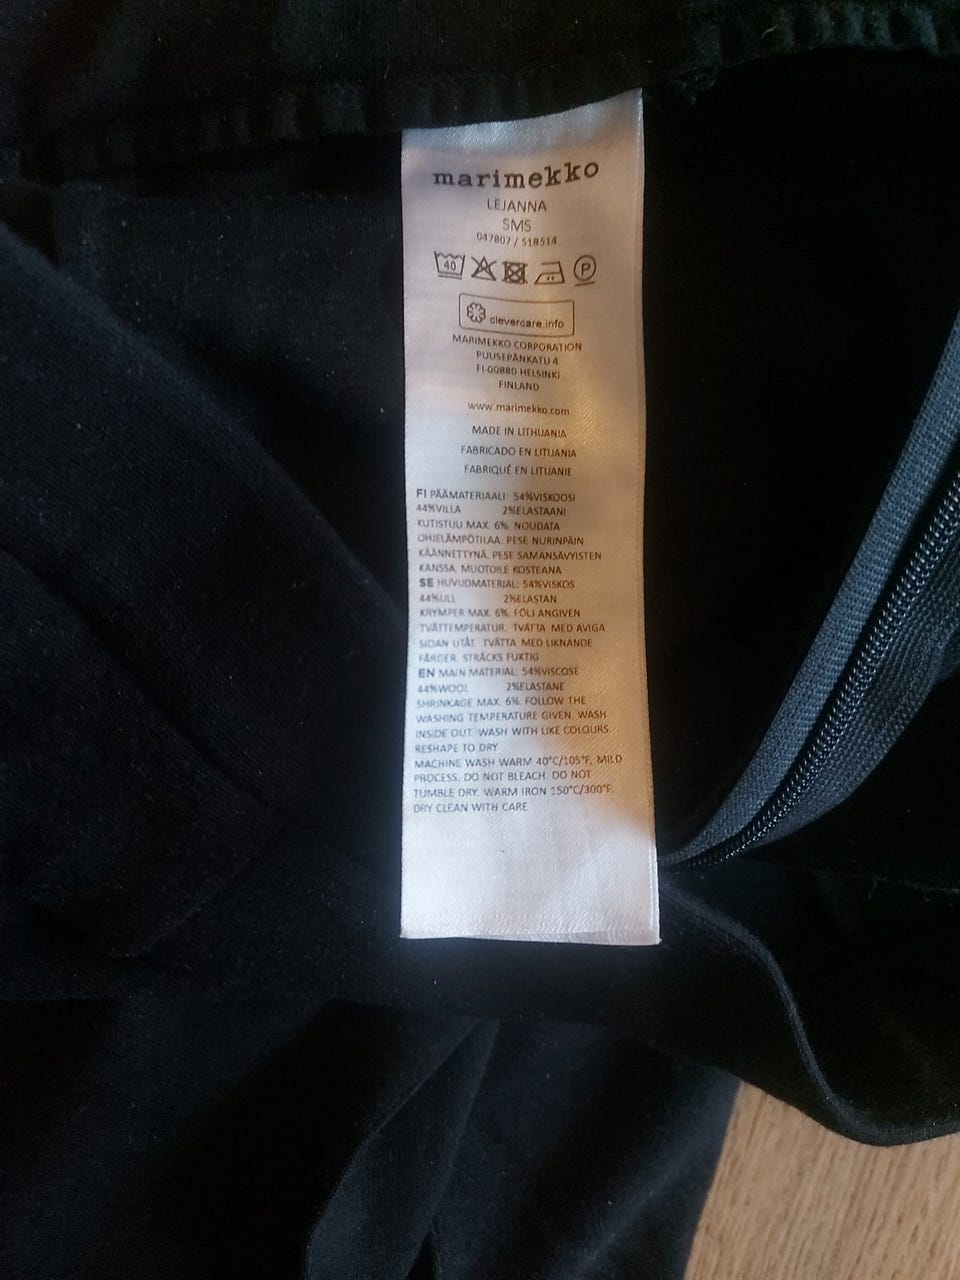 marimekko
LEJANNA
SMS
047807 / 518514
40
P
clevercare.info
MARIMEKKO CORPORATION
PUUSEPÄNKATU 4
FI-00880 HELSINKI
FINLAND
www.marimekko.com
MADE IN LITHUANIA
FABRICADO EN LITUANIA
FABRIQUÉ EN LITUANIE
FI PÄÄMATERIAALI: 54%VISKOOSI
44%VILLA 2%ELASTAANI
KUTISTUU MAX. 6%. NOUDATA
OHJELÄMPÖTILAA. PESE NURINPÄIN
KÄÄNNETTYNÄ. PESE SAMANSÄVYISTEN
KANSSA. MUOTOILE KOSTEANA
SE HUVUDMATERIAL: 54%VISKOS
44%ULL 2%ELASTAN
KRYMPER MAX. 6%. FÖLJ ANGIVEN
TVÄTTEMPERATUR. TVÄTTA MED AVIGA
SIDAN UTÅT. TVÄTTA MED LIKNANDE
FÄRGER. STRÄCKS FUKTIG
EN MAIN MATERIAL: 54%VISCOSE
44%WOOL 2%ELASTANE
SHRINKAGE MAX. 6%. FOLLOW THE
WASHING TEMPERATURE GIVEN. WASH
INSIDE OUT. WASH WITH LIKE COLOURS.
RESHAPE TO DRY
MACHINE WASH WARM 40°C/105°F, MILD
PROCESS. DO NOT BLEACH. DO NOT
TUMBLE DRY. WARM IRON 150°C/300°F.
DRY CLEAN WITH CARE